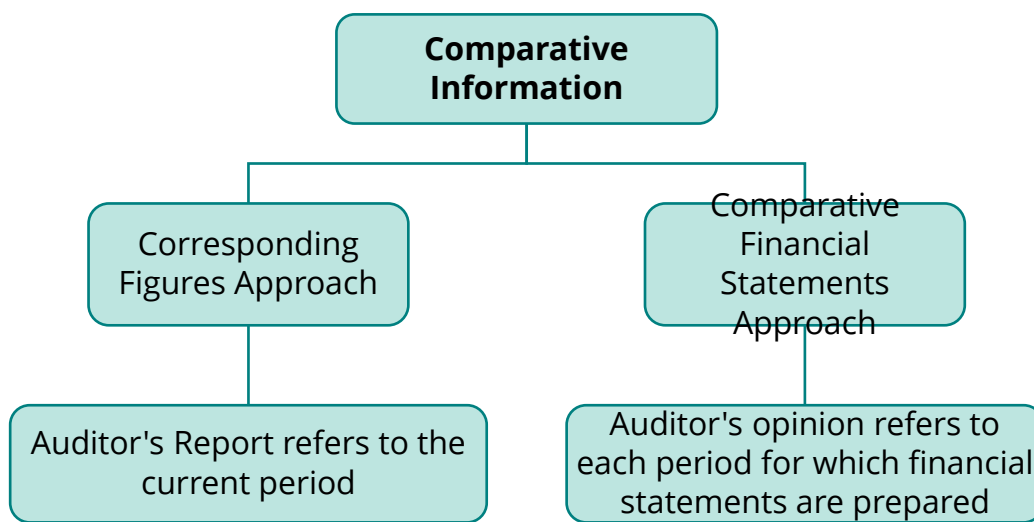 Comparative
Information
Corresponding
Figures Approach
Comparative
Financial
Statements
Approach
Auditor's Report refers to the
current period
Auditor's opinion refers to
each period for which financial
statements are prepared